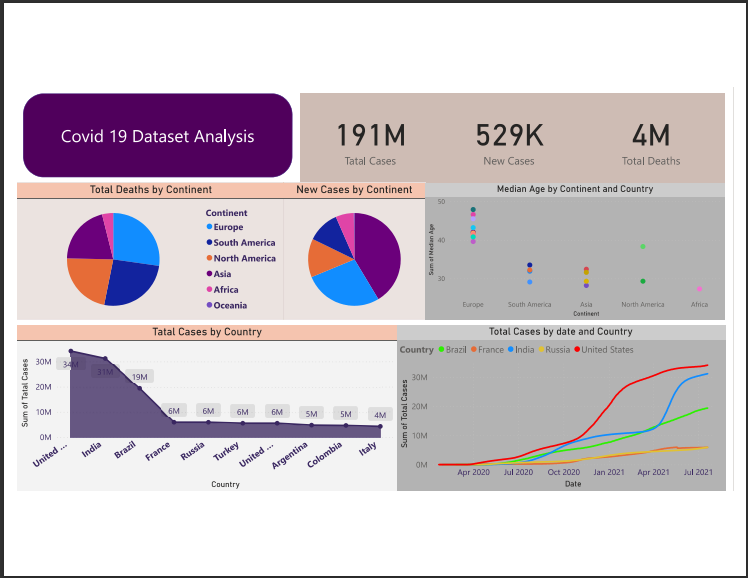 Covid 19 Dataset Analysis
191M
Total Cases
529K
New Cases
4M
Total Deaths
Total Deaths by Continent
Continent
Europe
South America
North America
Asia
Africa
Oceania
New Cases by Continent
Median Age by Continent and Country
Sum of Median Age
50
40
30
Europe
South America
Asia
North America
Africa
Continent
Tatal Cases by Country
Sum of Tatal Cases
30M
20M
10M
0M
34M
31M
19M
6M
6M
6M
6M
5M
5M
4M
United ...
India
Brazil
France
Russia
Turkey
United ...
Argentina
Colombia
Italy
Country
Total Cases by date and Country
Country Brazil France India Russia United States
Sum of Total Cases
30M
20M
10M
0M
Apr 2020 Jul 2020 Oct 2020 Jan 2021 Apr 2021 Jul 2021
Date